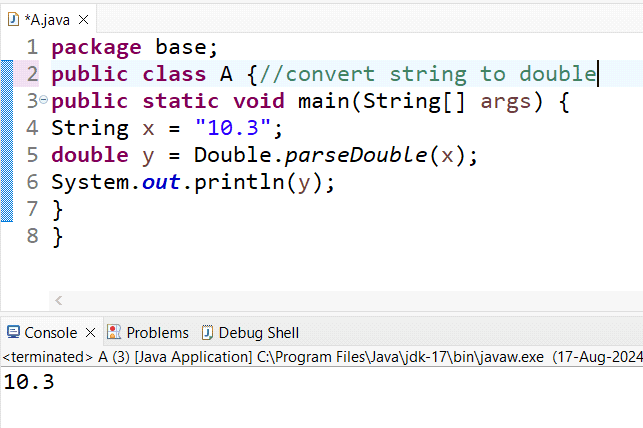 *A.java
1 package base;
2 public class A {//convert string to double
3 public static void main(String[] args) {
4 String x = "10.3";
5 double y = Double.parseDouble(x);
6 System.out.println(y);
7 }
8 }
Console Problems Debug Shell
<terminated> A (3) [Java Application] C:\Program Files\Java\jdk-17\bin\javaw.exe (17-Aug-2024
10.3